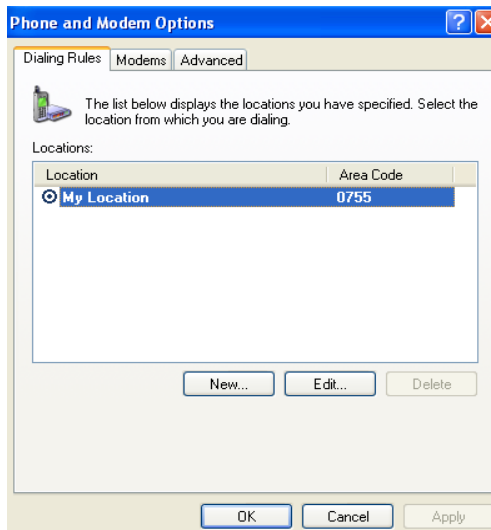 Phone and Modem Options
Dialing Rules Modems Advanced
The list below displays the locations you have specified. Select the
location from which you are dialing.
Locations:
Location Area Code
My Location 0755
New... Edit... Delete
OK Cancel Apply